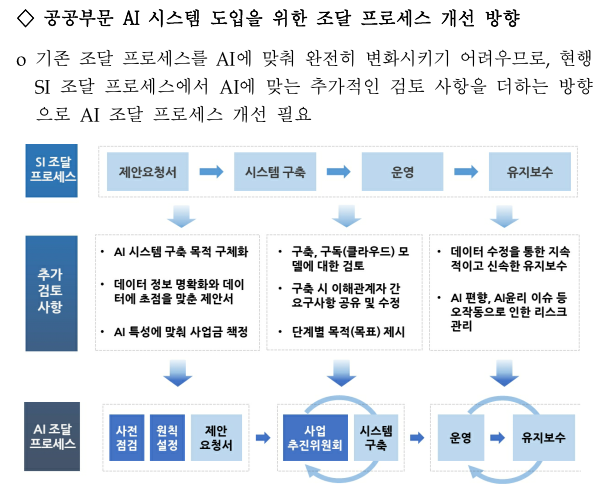 ◇ 공공부문 AI 시스템 도입을 위한 조달 프로세스 개선 방향
o 기존 조달 프로세스를 AI에 맞춰 완전히 변화시키기 어려우므로, 현행
SI 조달 프로세스에서 AI에 맞는 추가적인 검토 사항을 더하는 방향
으로 AI 조달 프로세스 개선 필요
SI 조달
프로세스
제안요청서
시스템 구축
운영
유지보수
추가
검토
사항
• AI 시스템 구축 목적 구체화
• 데이터 정보 명확화와 데이
터에 초점을 맞춘 제안서
• AI 특성에 맞춰 사업금 책정
• 구축, 구독(클라우드) 모
델에 대한 검토
• 구축 시 이해관계자 간
요구사항 공유 및 수정
• 단계별 목적(목표) 제시
• 데이터 수정을 통한 지속
적이고 신속한 유지보수
• AI 편향, AI윤리 이슈 등
오작동으로 인한 리스크
관리
AI 조달
프로세스
사전
점검
원칙
설정
제안
요청서
사업
추진위원회
시스템
구축
운영
유지보수